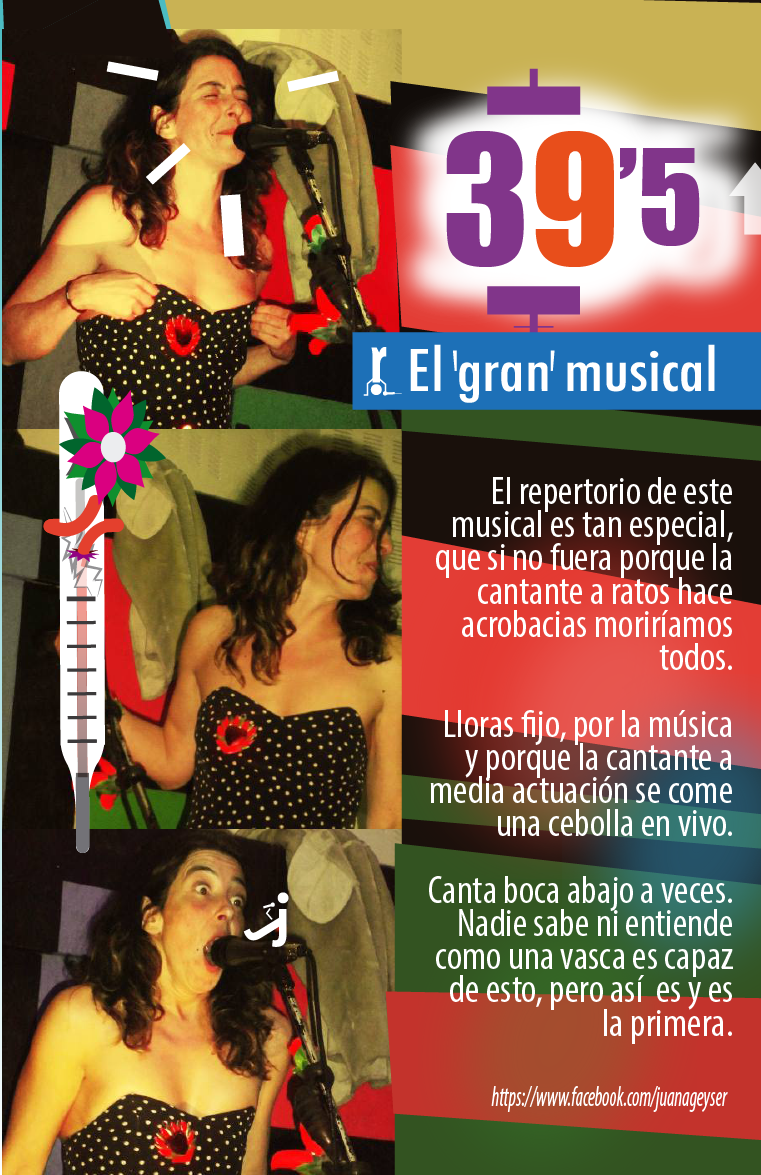 39'5
El 'gran' musical
El repertorio de este
musical es tan especial,
que si no fuera porque la
cantante a ratos hace
acrobacias moriríamos
todos.
Lloras fijo, por la música
y porque la cantante a
media actuación se come
una cebolla en vivo.
Canta boca abajo a veces.
Nadie sabe ni entiende
como una vasca es capaz
de esto, pero así  es y es
la primera.
https://www.facebook.com/juanageyser